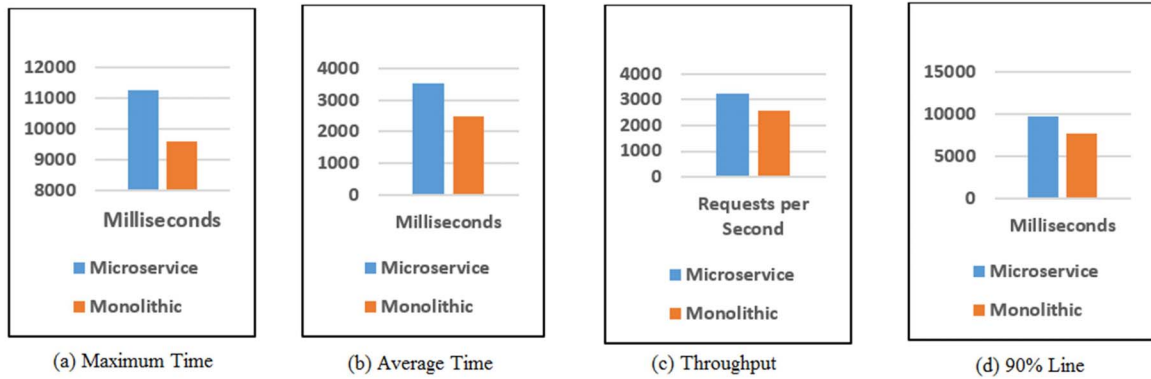 12000
11000
10000
9000
8000
Milliseconds
Microservice
Monolithic
(a) Maximum Time
4000
3000
2000
1000
0
Milliseconds
Microservice
Monolithic
(b) Average Time
4000
3000
2000
1000
0
Requests per
Second
Microservice
Monolithic
(c) Throughput
15000
10000
5000
0
Milliseconds
Microservice
Monolithic
(d) 90% Line